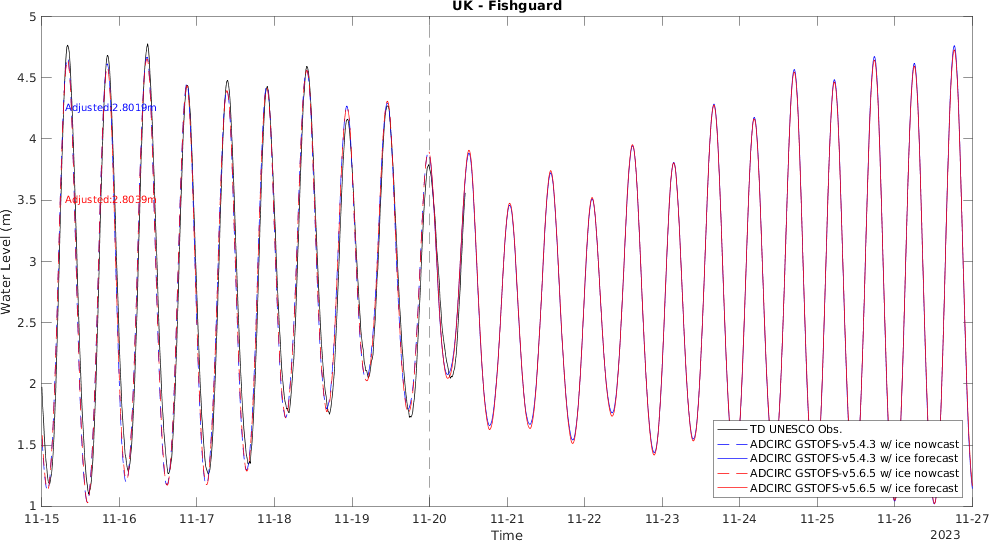 UK - Fishguard
5
4.5
4
3.5
3
2.5
2
1.5
1
Water Level (m)
Adjusted:2.8019m
Adjusted:2.8039m
TD UNESCO Obs.
ADCIRC GSTOFS-v5.4.3 w/ ice nowcast
ADCIRC GSTOFS-v5.4.3 w/ ice forecast
ADCIRC GSTOFS-v5.6.5 w/ ice nowcast
ADCIRC GSTOFS-v5.6.5 w/ ice forecast
11-15 11-16 11-17 11-18 11-19 11-20 11-21 11-22 11-23 11-24 11-25 11-26 11-27
Time
2023